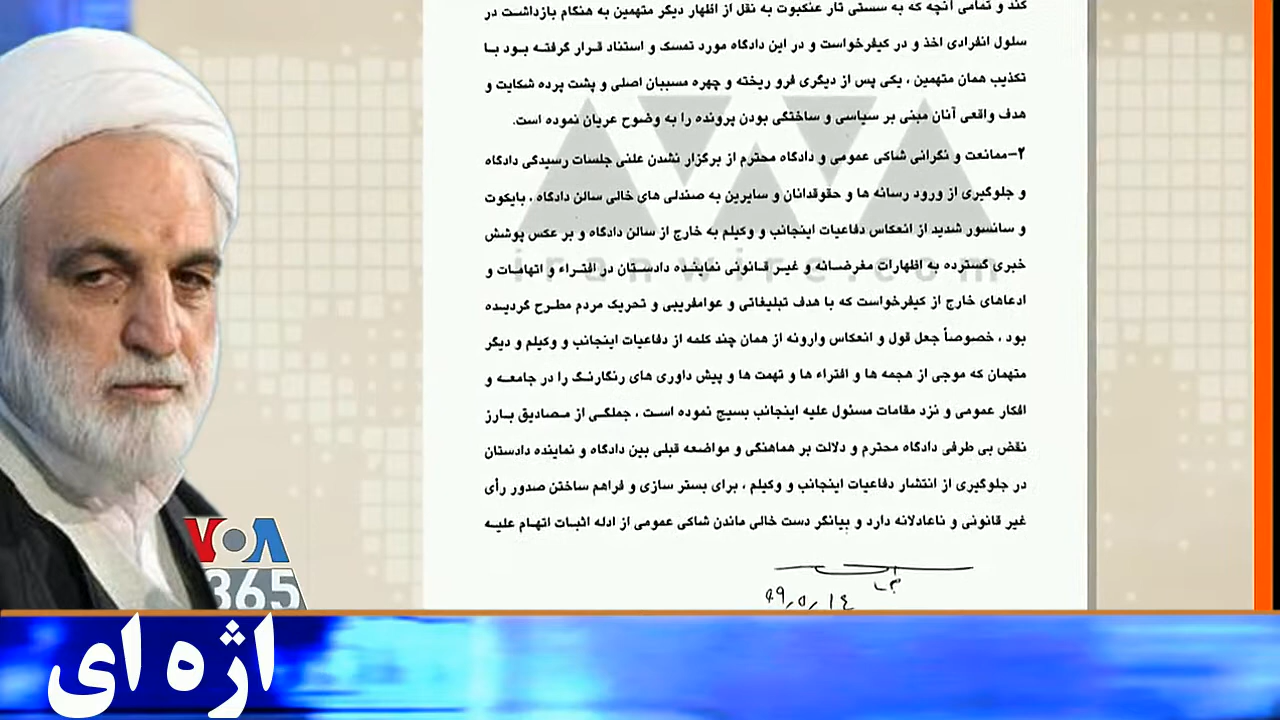 کند و تمامی آنچه که به سستی تار عنکبوت به نقل از اظهار دیگر متهمین به هنگام بازداشت در
سلول انفرادی اخذ و در کیفرخواست و در این دادگاه مورد تمسک و استناد قرار گرفته بود با
تکذیب همان متهمین ، یکی پس از دیگری فرو ریخته و چهره مسببان اصلی و پشت پرده شکایت و
هدف واقعی آنان مبنی بر سیاسی و ساختگی بودن پرونده را به وضوح عریان نموده است.
۲-ممانعت و نگرانی شاکی عمومی و دادگاه محترم از برگزار نشدن علنی جلسات رسیدگی دادگاه
و جلوگیری از ورود رسانه ها و حقوقدانان و سایرین به صندلی های خالی سالن دادگاه ، بایکوت
و سانسور شدید از انعکاس دفاعیات اینجانب و وکیلم به خارج از سالن دادگاه و بر عکس پوشش
خبری گسترده به اظهارات مغرضانه و غیر قانونی نماینده دادستان در افتراء و اتهامات و
ادعاهای خارج از کیفرخواست که با هدف تبلیغاتی و عوامفریبی و تحریک مردم مطرح گردیده
بود ، خصوصاً جعل قول و انعکاس وارونه از همان چند کلمه از دفاعیات اینجانب و وکیلم و دیگر
متهمان که موجی از هجمه ها و افتراء ها و تهمت ها و پیش داوری های رنگارنگ را در جامعه و
افکار عمومی و نزد مقامات مسئول علیه اینجانب بسیج نموده است ، جملگی از مصادیق بارز
نقض بی طرفی دادگاه محترم و دلالت بر هماهنگی و مواضعه قبلی بین دادگاه و نماینده دادستان
در جلوگیری از انتشار دفاعیات اینجانب و وکیلم ، برای بستر سازی و فراهم ساختن صدور رأی
غیر قانونی و ناعادلانه دارد و بیانگر دست خالی ماندن شاکی عمومی از ادله اثبات اتهام علیه
iranwire.com
۹۹٫۵٫۱۴
VOA
365
اژه ای